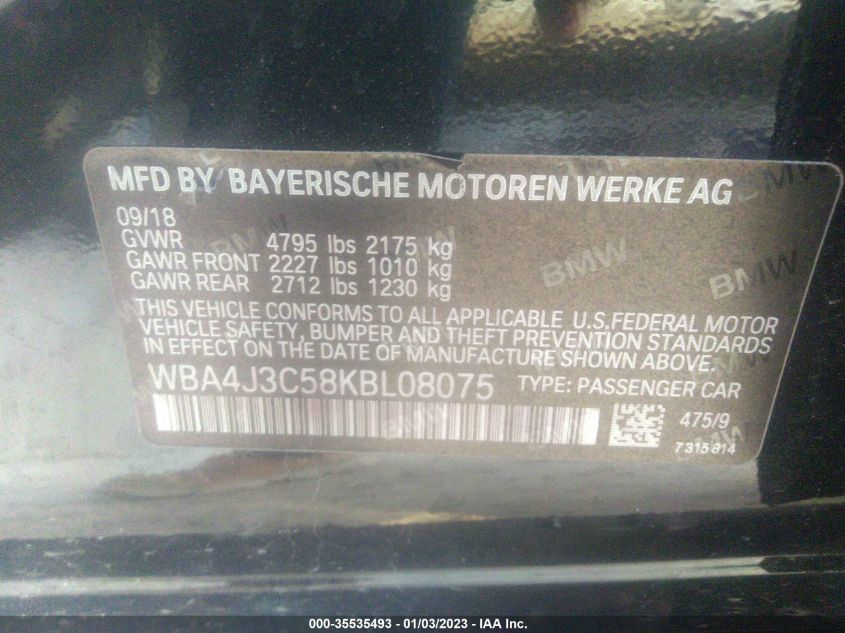 MFD BY BAYERISCHE MOTOREN WERKE AG
09/18
GVWR 4795 lbs 2175 kg
GAWR FRONT 2227 lbs 1010 kg
GAWR REAR 2712 lbs 1230 kg
THIS VEHICLE CONFORMS TO ALL APPLICABLE U.S.FEDERAL MOTOR
VEHICLE SAFETY, BUMPER AND THEFT PREVENTION STANDARDS
IN EFFECT ON THE DATE OF MANUFACTURE SHOWN ABOVE.
WBA4J3C58KBL08075 TYPE: PASSENGER CAR
475/9
7 315 814
BMW
BMW
BMW
000-35535493 - 01/03/2023 - IAA Inc.